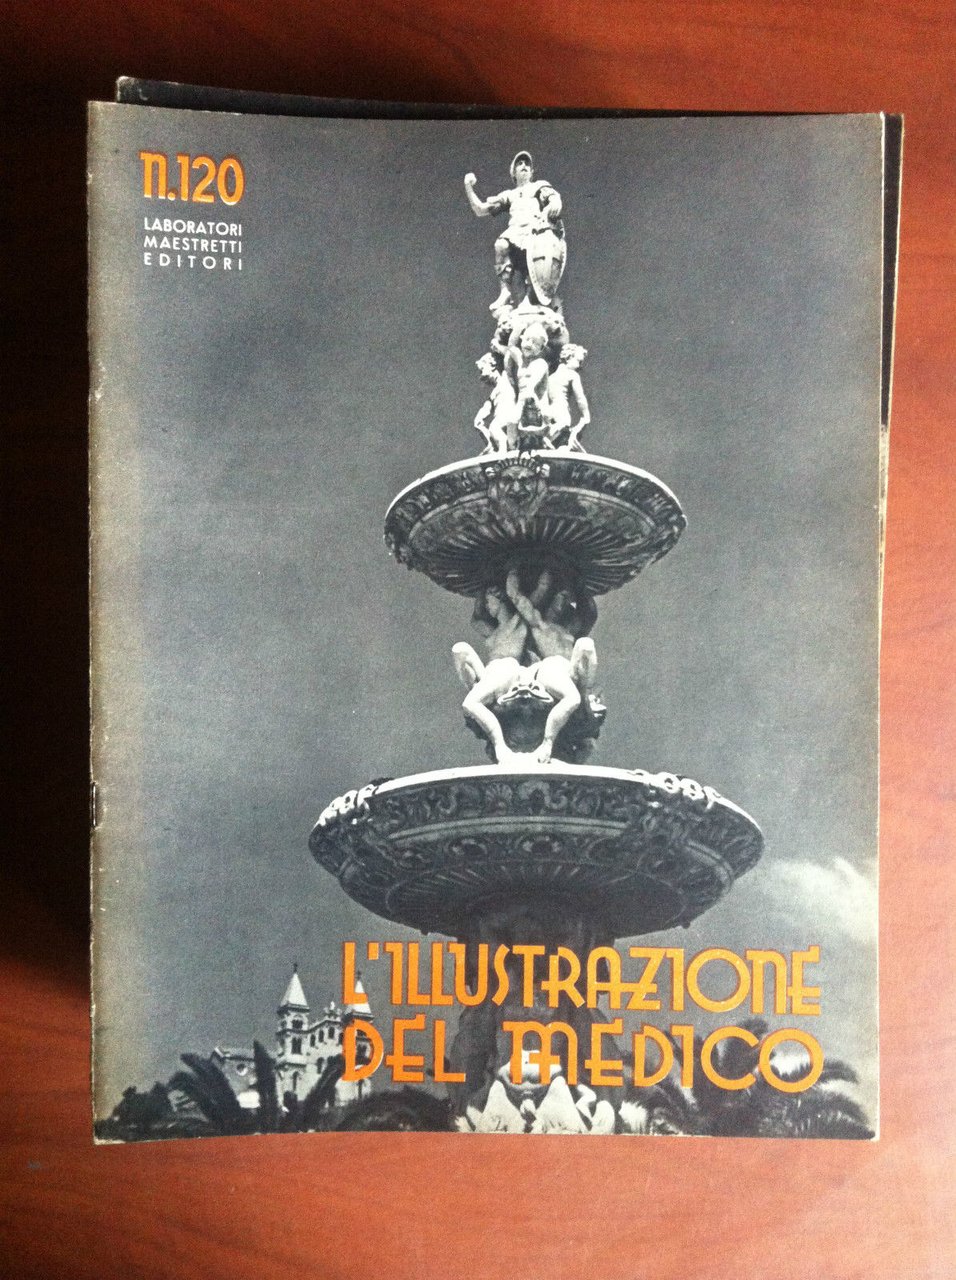 n.120
LABORATORI
MAESTRETTI
EDITORI
L'ILLUSTRAZIONE
DEL MEDICO